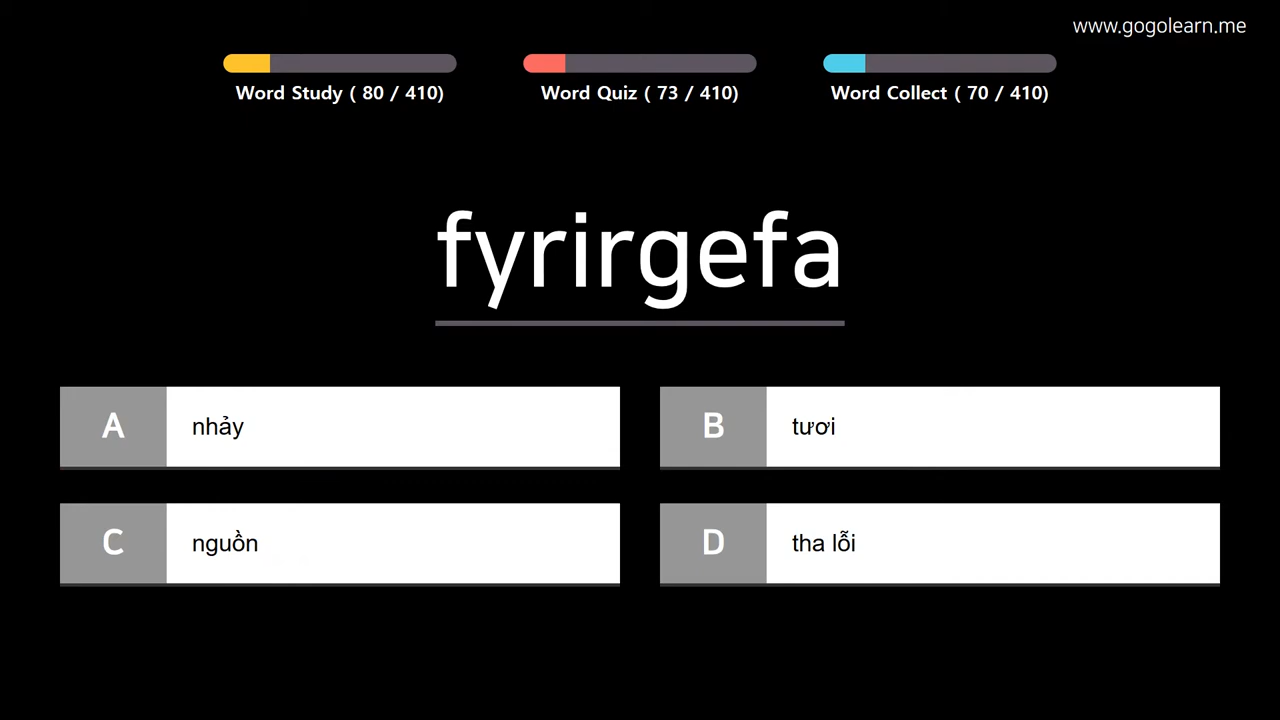 www.gogolearn.me
Word Study ( 80 / 410)
Word Quiz ( 73 / 410)
Word Collect ( 70 / 410)
fyrirgefa
A nhảy
B tươi
C nguồn
D tha lỗi